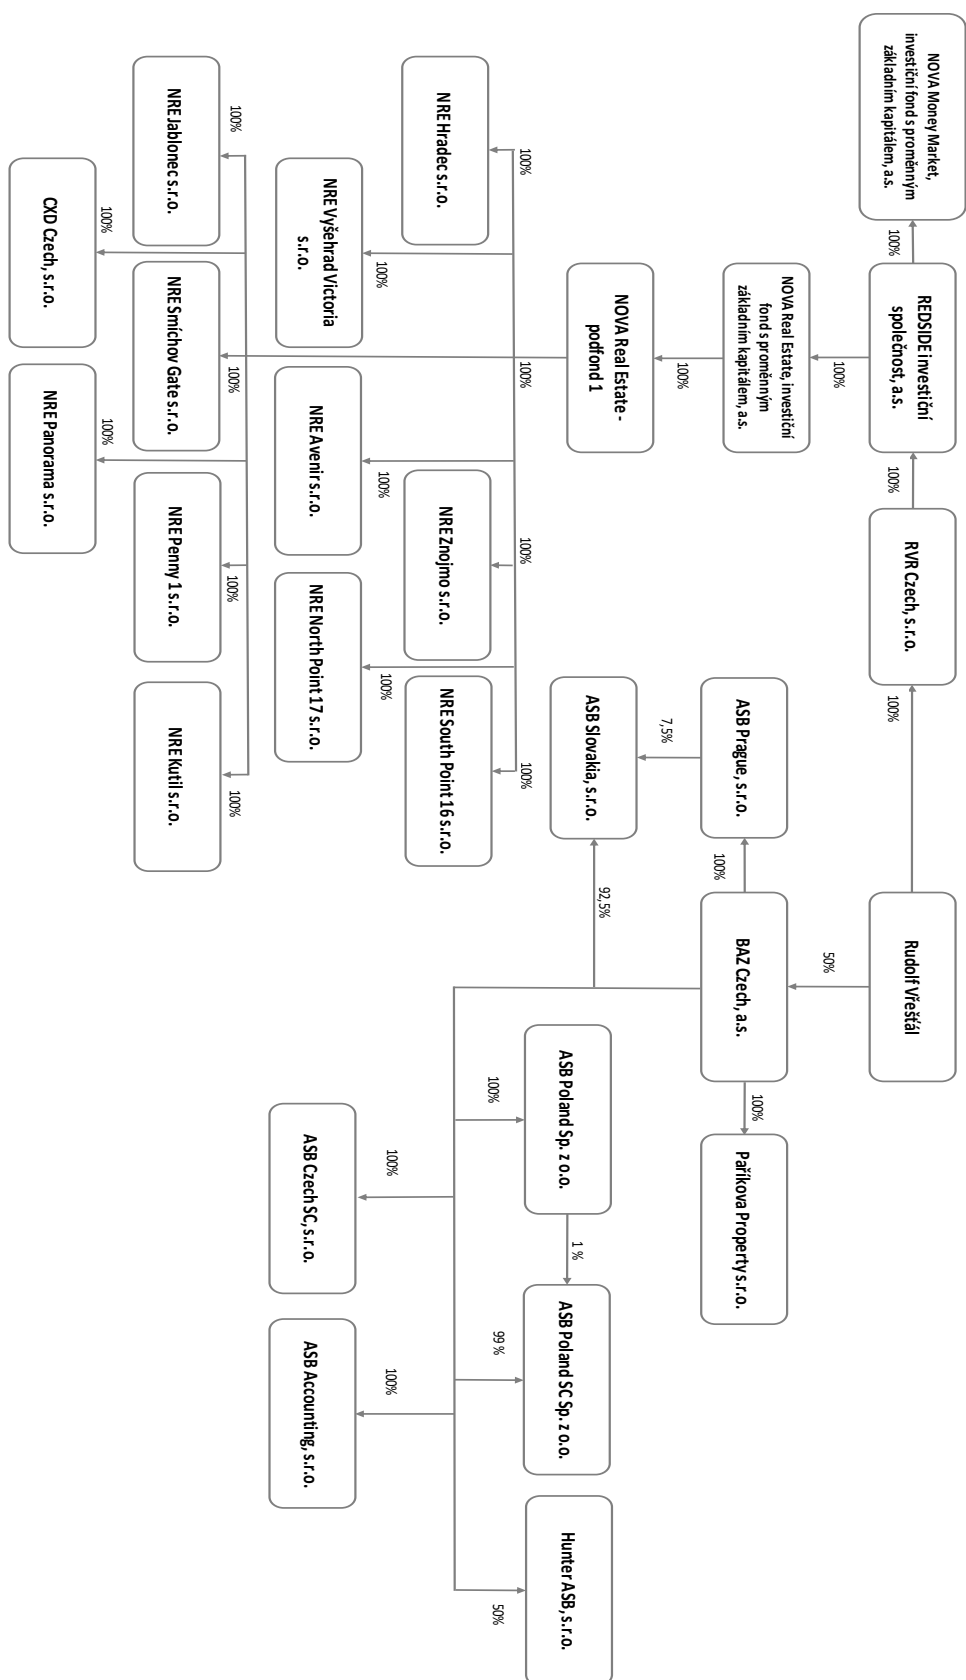 Rudolf Vřešťál
100%
50%
RVR Czech, s.r.o.
100%
REDSIDE investiční
společnost, a.s.
100%
NOVA Money Market,
investiční fond s proměnným
základním kapitálem, a.s.
100%
NOVA Real Estate, investiční
fond s proměnným
základním kapitálem, a.s.
100%
NOVA Real Estate -
podfond 1
BAZ Czech, a.s.
100%
ASB Prague, s.r.o.
100%
Paříkova Property s.r.o.
7,5%
92,5%
ASB Slovakia, s.r.o.
100%
ASB Poland Sp. z o.o.
1 %
99 %
ASB Poland SC Sp. z o.o.
50%
Hunter ASB, s.r.o.
100%
ASB Czech SC, s.r.o.
100%
ASB Accounting, s.r.o.
100%
100%
100%
100%
NRE Hradec s.r.o.
NRE Znojmo s.r.o.
NRE South Point 16 s.r.o.
100%
100%
100%
NRE Vyšehrad Victoria
s.r.o.
NRE Avenir s.r.o.
NRE North Point 17 s.r.o.
100%
100%
100%
100%
NRE Jablonec s.r.o.
NRE Smíchov Gate s.r.o.
NRE Penny 1 s.r.o.
NRE Kutil s.r.o.
100%
100%
CXD Czech, s.r.o.
NRE Panorama s.r.o.